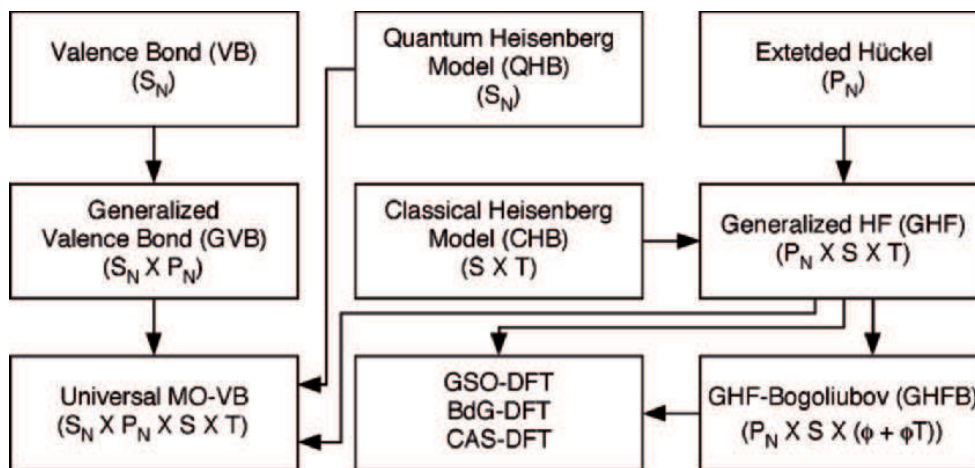 Valence Bond (VB)
(S_N)
Quantum Heisenberg
Model (QHB)
(S_N)
Extetded Hückel
(P_N)
Generalized
Valence Bond (GVB)
(S_N X P_N)
Classical Heisenberg
Model (CHB)
(S X T)
Generalized HF (GHF)
(P_N X S X T)
Universal MO-VB
(S_N X P_N X S X T)
GSO-DFT
BdG-DFT
CAS-DFT
GHF-Bogoliubov (GHFB)
(P_N X S X (ϕ + ϕT))